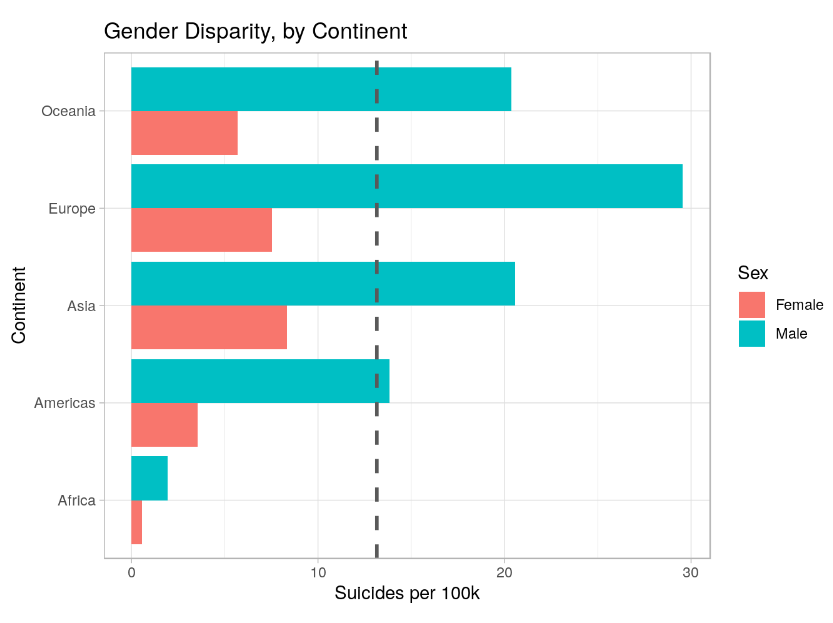 Gender Disparity, by Continent
Oceania
Europe
Asia
Americas
Africa
Continent
0
10
20
30
Suicides per 100k
Sex
Female
Male